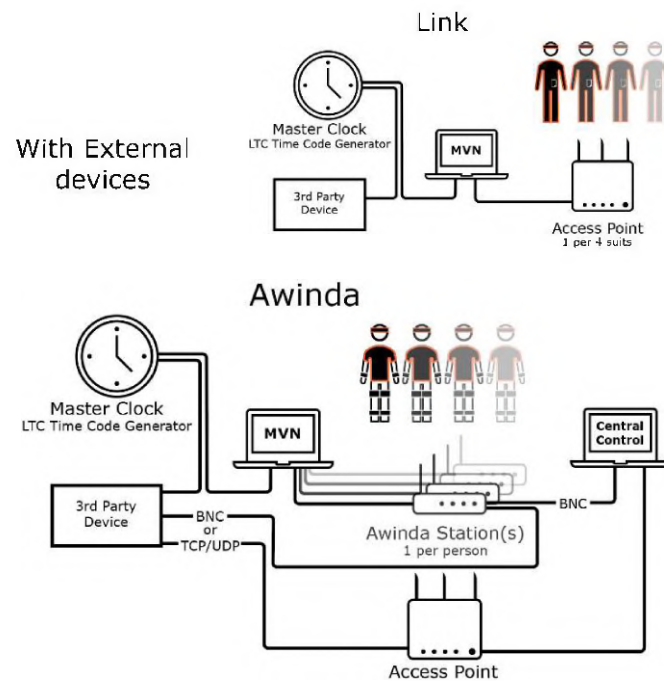 Link
Master Clock
LTC Time Code Generator
With External
devices
MVN
3rd Party
Device
Access Point
1 per 4 suits
Awinda
Master Clock
LTC Time Code Generator
MVN
Central
Control
3rd Party
Device
BNC
or
TCP/UDP
BNC
Awinda Station(s)
1 per person
Access Point